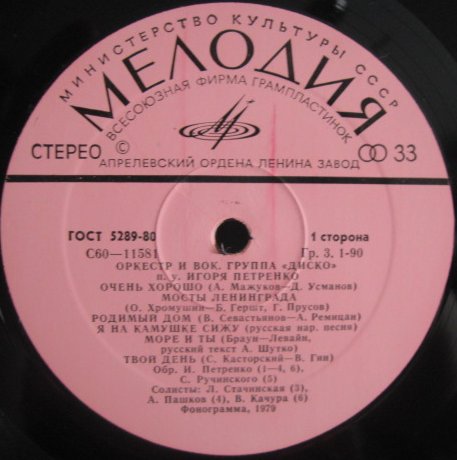 МИНИСТЕРСТВО КУЛЬТУРЫ СССР
МЕЛОДИЯ
ВСЕСОЮЗНАЯ ФИРМА ГРАМПЛАСТИНОК
СТЕРЕО © 33
АПРЕЛЕВСКИЙ ОРДЕНА ЛЕНИНА ЗАВОД
ГОСТ 5289-80 1 сторона
С60—11581 Гр. 3. 1-90
ОРКЕСТР И ВОК. ГРУППА «ДИСКО»
п. у. ИГОРЯ ПЕТРЕНКО
ОЧЕНЬ ХОРОШО (А. Мажуков—Д. Усманов)
МОСТЫ ЛЕНИНГРАДА
(О. Хромушин—Б. Гершт, Г. Прусов)
РОДИМЫЙ ДОМ (В. Севастьянов—А. Ремицан)
Я НА КАМУШКЕ СИЖУ (русская нар. песня)
МОРЕ И ТЫ (Браун—Левайн,
русский текст А. Шутко)
ТВОЙ ДЕНЬ (С. Касторский—В. Гин)
Обр. И. Петренко (1—4, 6),
С. Ручинского (5)
Солисты: Л. Стачинская (3),
А. Пашков (4), В. Качура (6)
Фонограмма, 1979